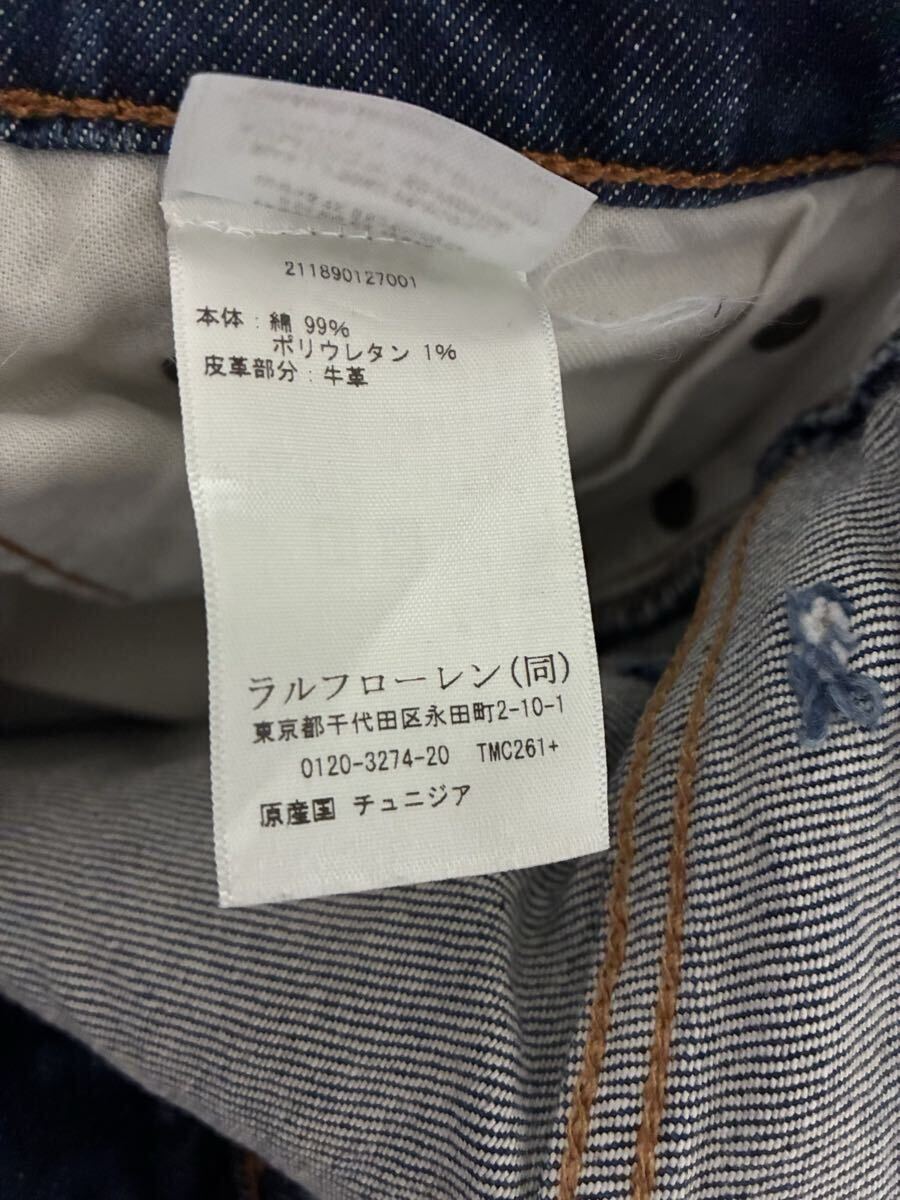 211890127001
本体：綿 99%
ポリウレタン 1%
皮革部分：牛革
ラルフローレン(同)
東京都千代田区永田町2-10-1
0120-3274-20 TMC261+
原産国 チュニジア